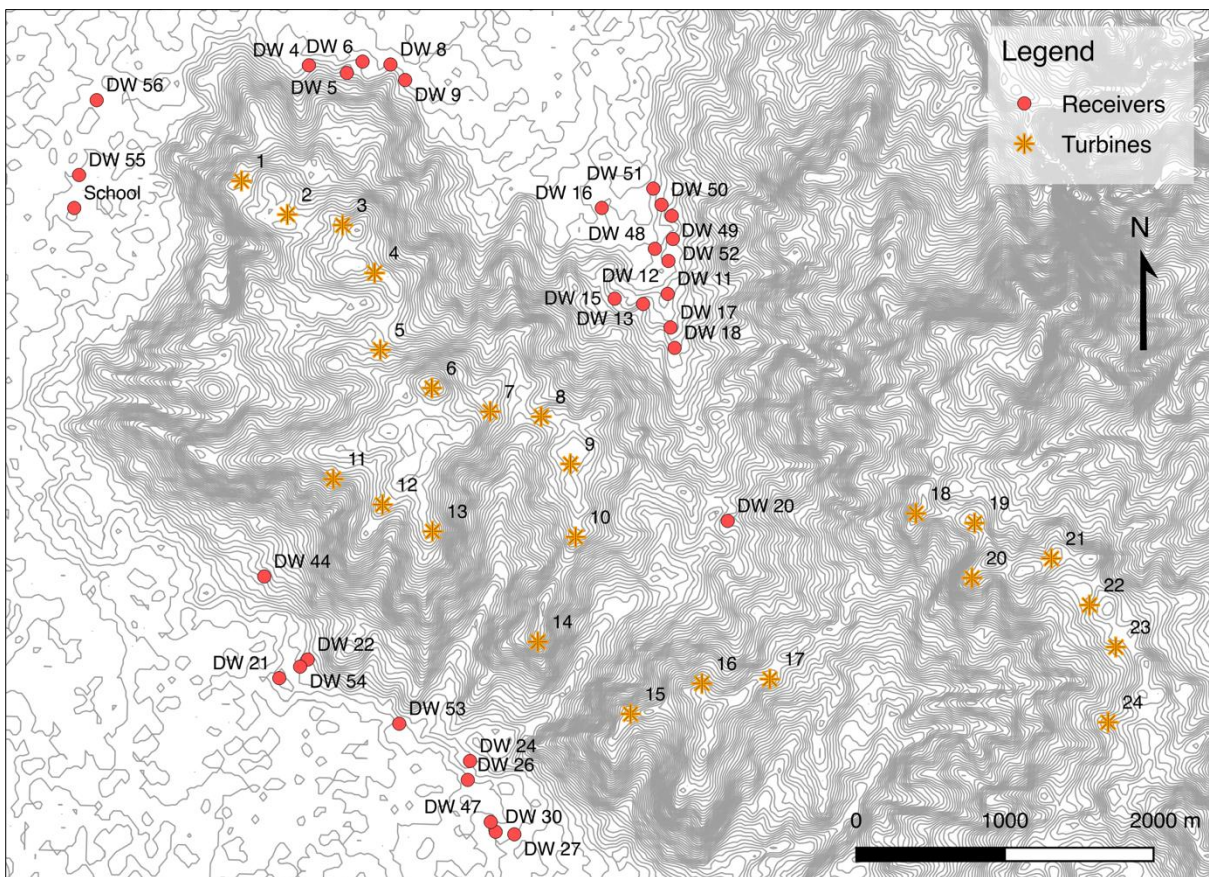 DW 4
DW 6
DW 8
DW 5
DW 9
DW 56
Legend
Receivers
Turbines
DW 55
School
1
2
3
4
DW 51
DW 16
DW 50
DW 48
DW 49
DW 52
N
DW 12
DW 11
DW 15
DW 13
DW 17
DW 18
5
6
7
8
9
10
11
12
13
DW 20
18
19
20
21
22
23
24
DW 44
14
DW 22
DW 21
DW 54
16
17
15
DW 53
DW 24
DW 26
DW 47
DW 30
DW 27
0 1000 2000 m